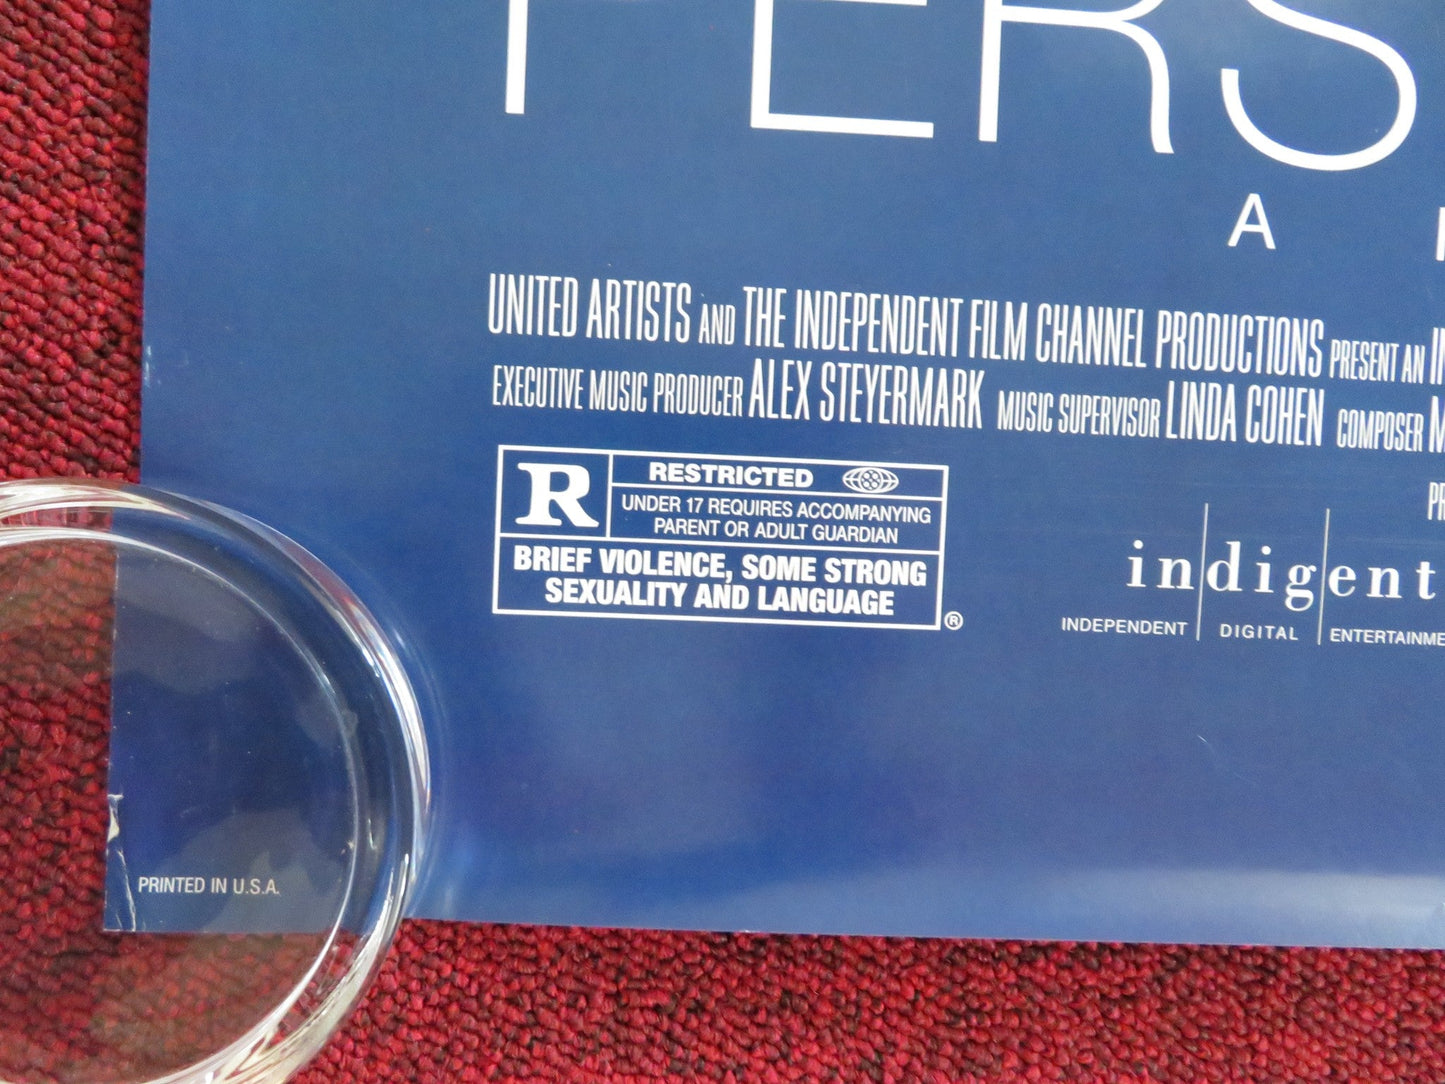 PERS
A
UNITED ARTISTS AND THE INDEPENDENT FILM CHANNEL PRODUCTIONS PRESENT AN
EXECUTIVE MUSIC PRODUCER ALEX STEYERMARK MUSIC SUPERVISOR LINDA COHEN COMPOSER
R
RESTRICTED
UNDER 17 REQUIRES ACCOMPANYING
PARENT OR ADULT GUARDIAN
BRIEF VIOLENCE, SOME STRONG
SEXUALITY AND LANGUAGE
®
indigent
INDEPENDENT DIGITAL ENTERTAINME
PRINTED IN U.S.A.